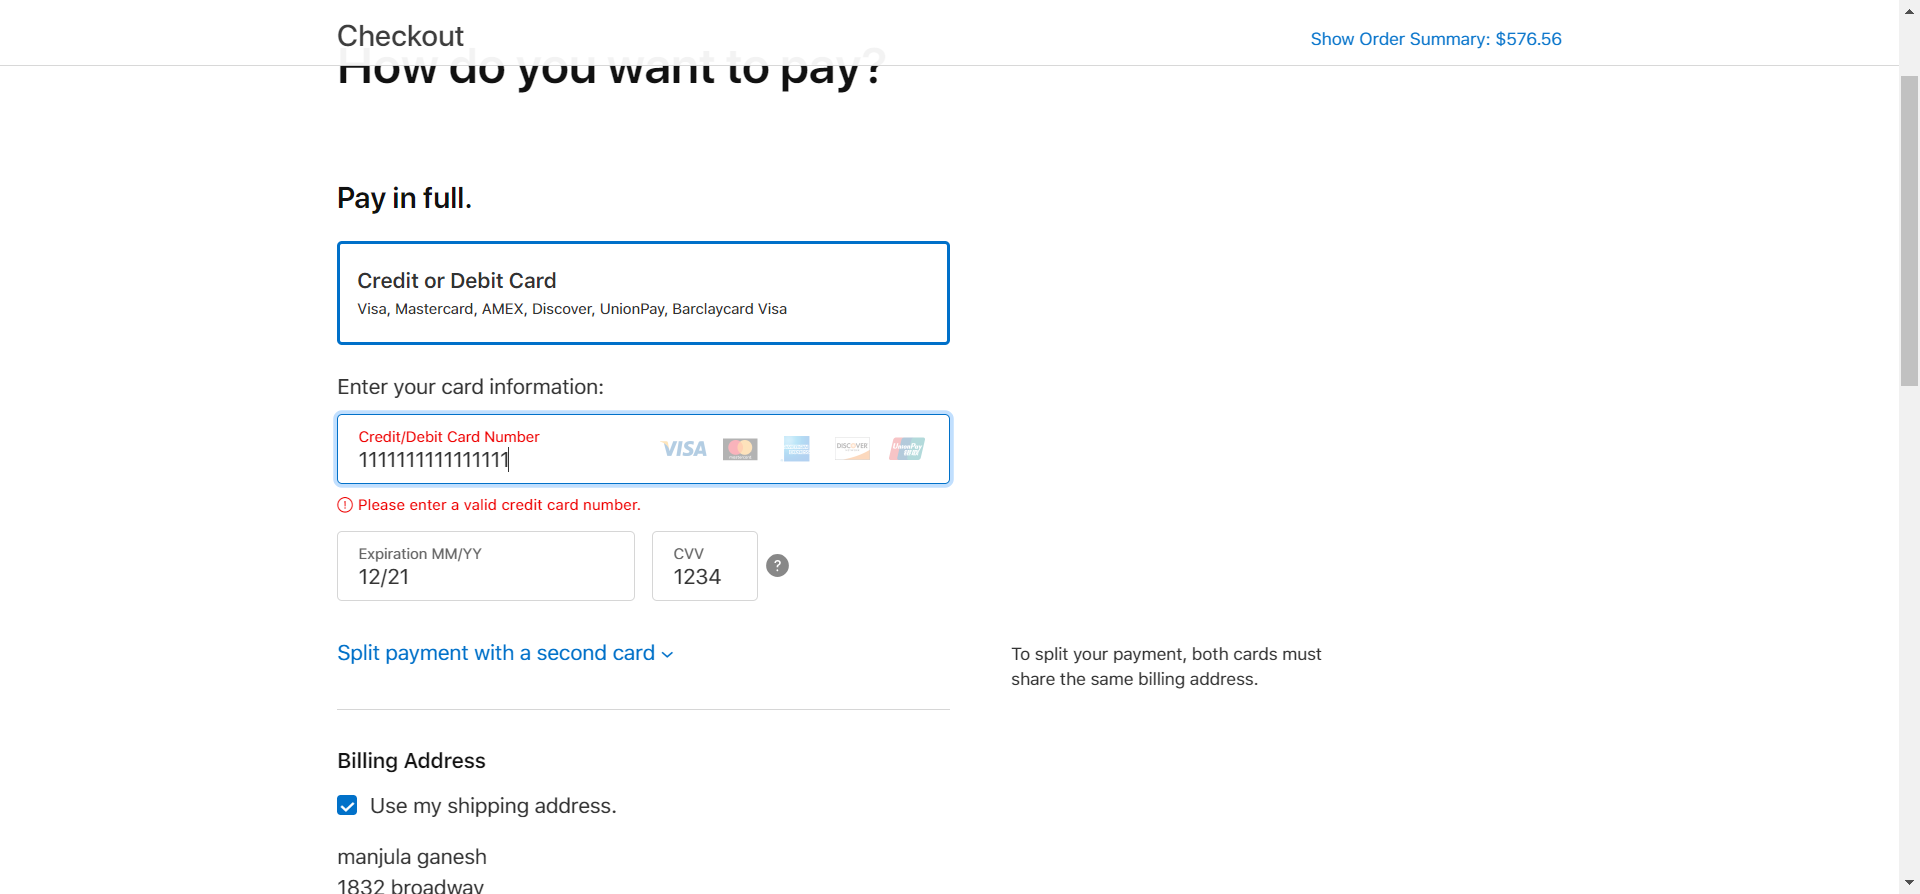 Checkout
Show Order Summary: $576.56
How do you want to pay?
Pay in full.
Credit or Debit Card
Visa, Mastercard, AMEX, Discover, UnionPay, Barclaycard Visa
Enter your card information:
Credit/Debit Card Number
1111111111111111
VISA
DISCOVER
UnionPay
Please enter a valid credit card number.
Expiration MM/YY
12/21
CVV
1234
?
Split payment with a second card
To split your payment, both cards must
share the same billing address.
Billing Address
Use my shipping address.
manjula ganesh
1832 broadway